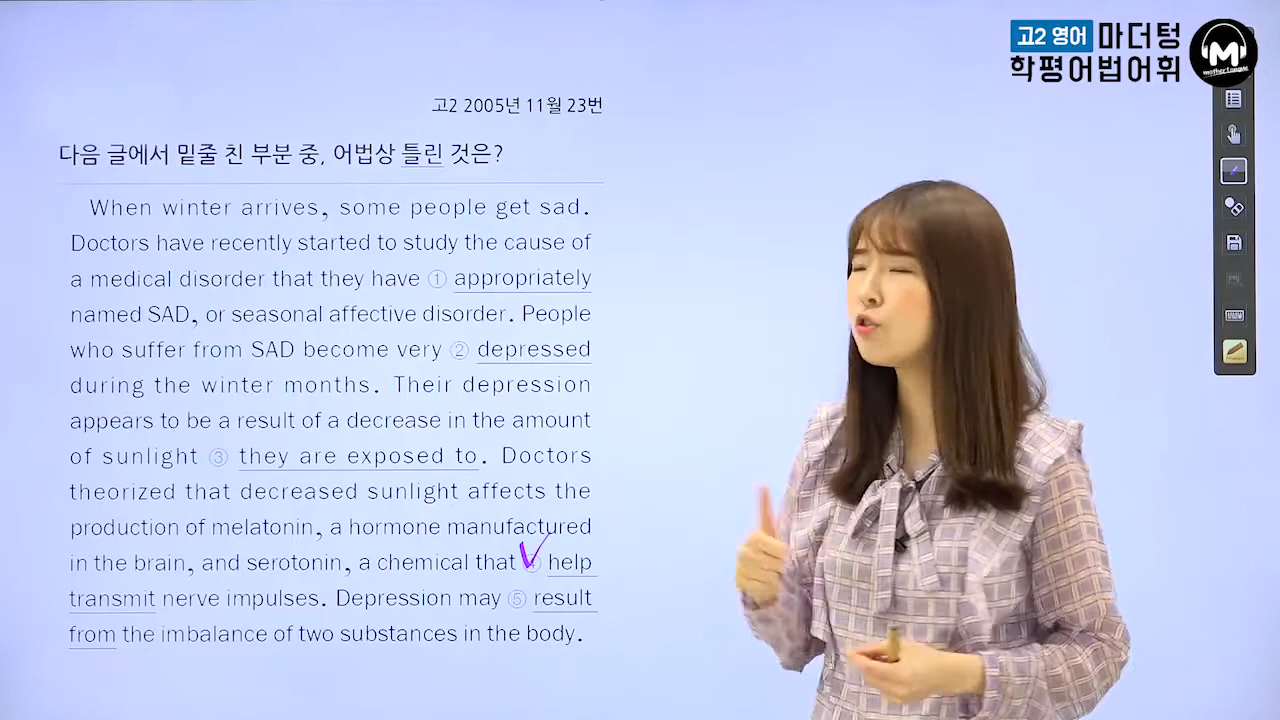 고2 영어 마더텅
학평어법어휘
M
mother tongue
고2 2005년 11월 23번
다음 글에서 밑줄 친 부분 중, 어법상 틀린 것은?
When winter arrives, some people get sad.
Doctors have recently started to study the cause of
a medical disorder that they have ① appropriately
named SAD, or seasonal affective disorder. People
who suffer from SAD become very ② depressed
during the winter months. Their depression
appears to be a result of a decrease in the amount
of sunlight ③ they are exposed to. Doctors
theorized that decreased sunlight affects the
production of melatonin, a hormone manufactured
in the brain, and serotonin, a chemical that ④ help
transmit nerve impulses. Depression may ⑤ result
from the imbalance of two substances in the body.